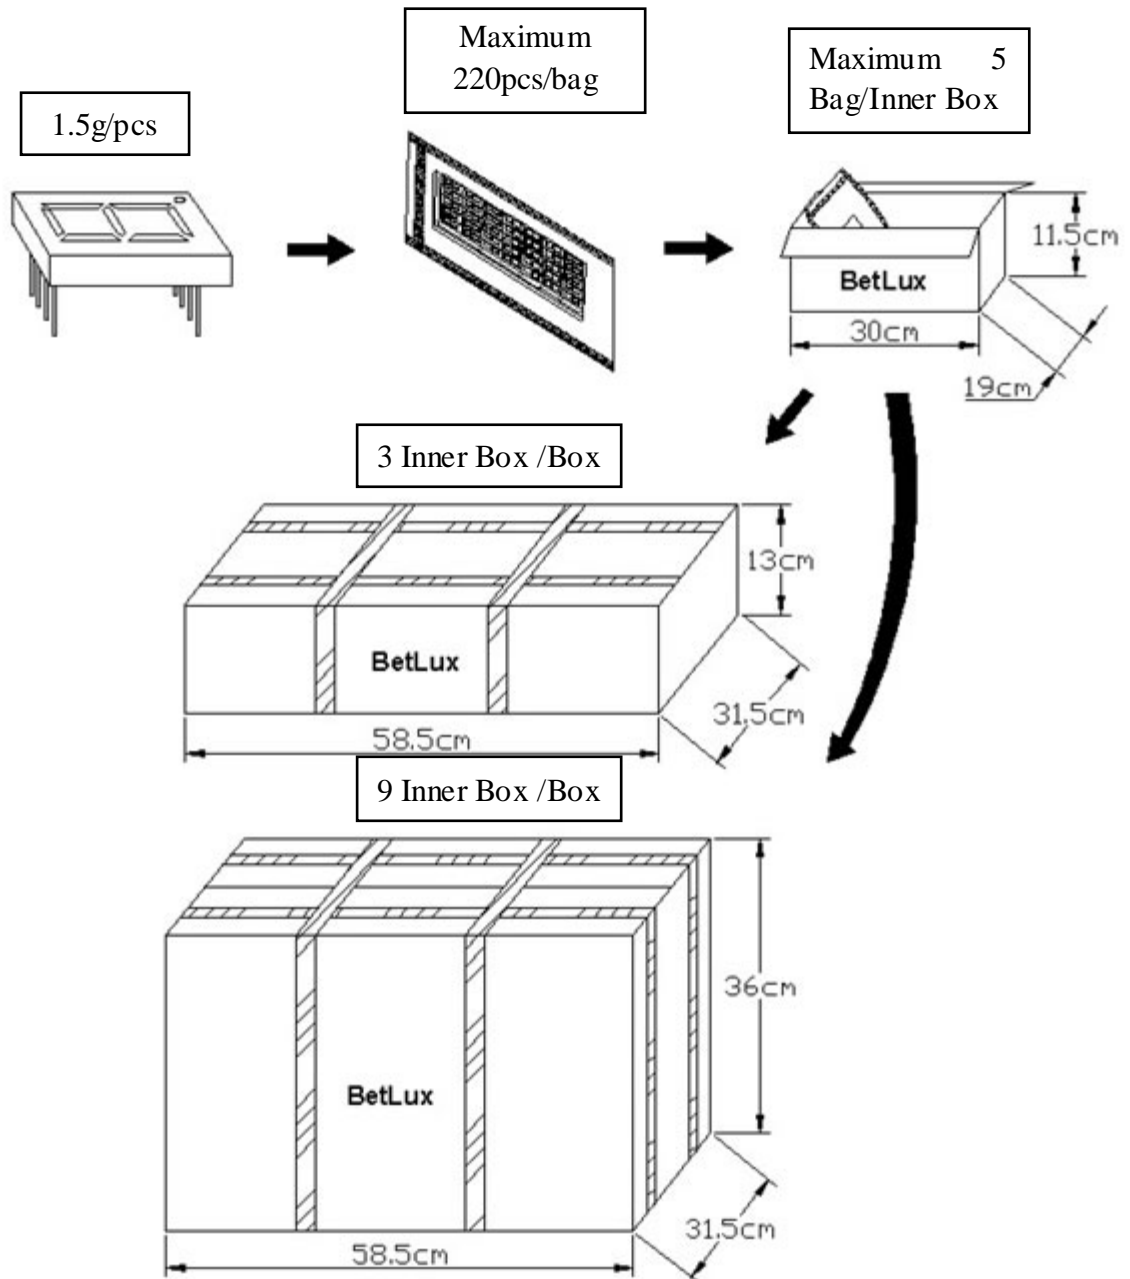 Maximum
220pcs/bag
Maximum 5
Bag/Inner Box
1.5g/pcs
11.5cm
BetLux
30cm
19cm
3 Inner Box /Box
13cm
BetLux
31.5cm
58.5cm
9 Inner Box /Box
36cm
BetLux
31.5cm
58.5cm